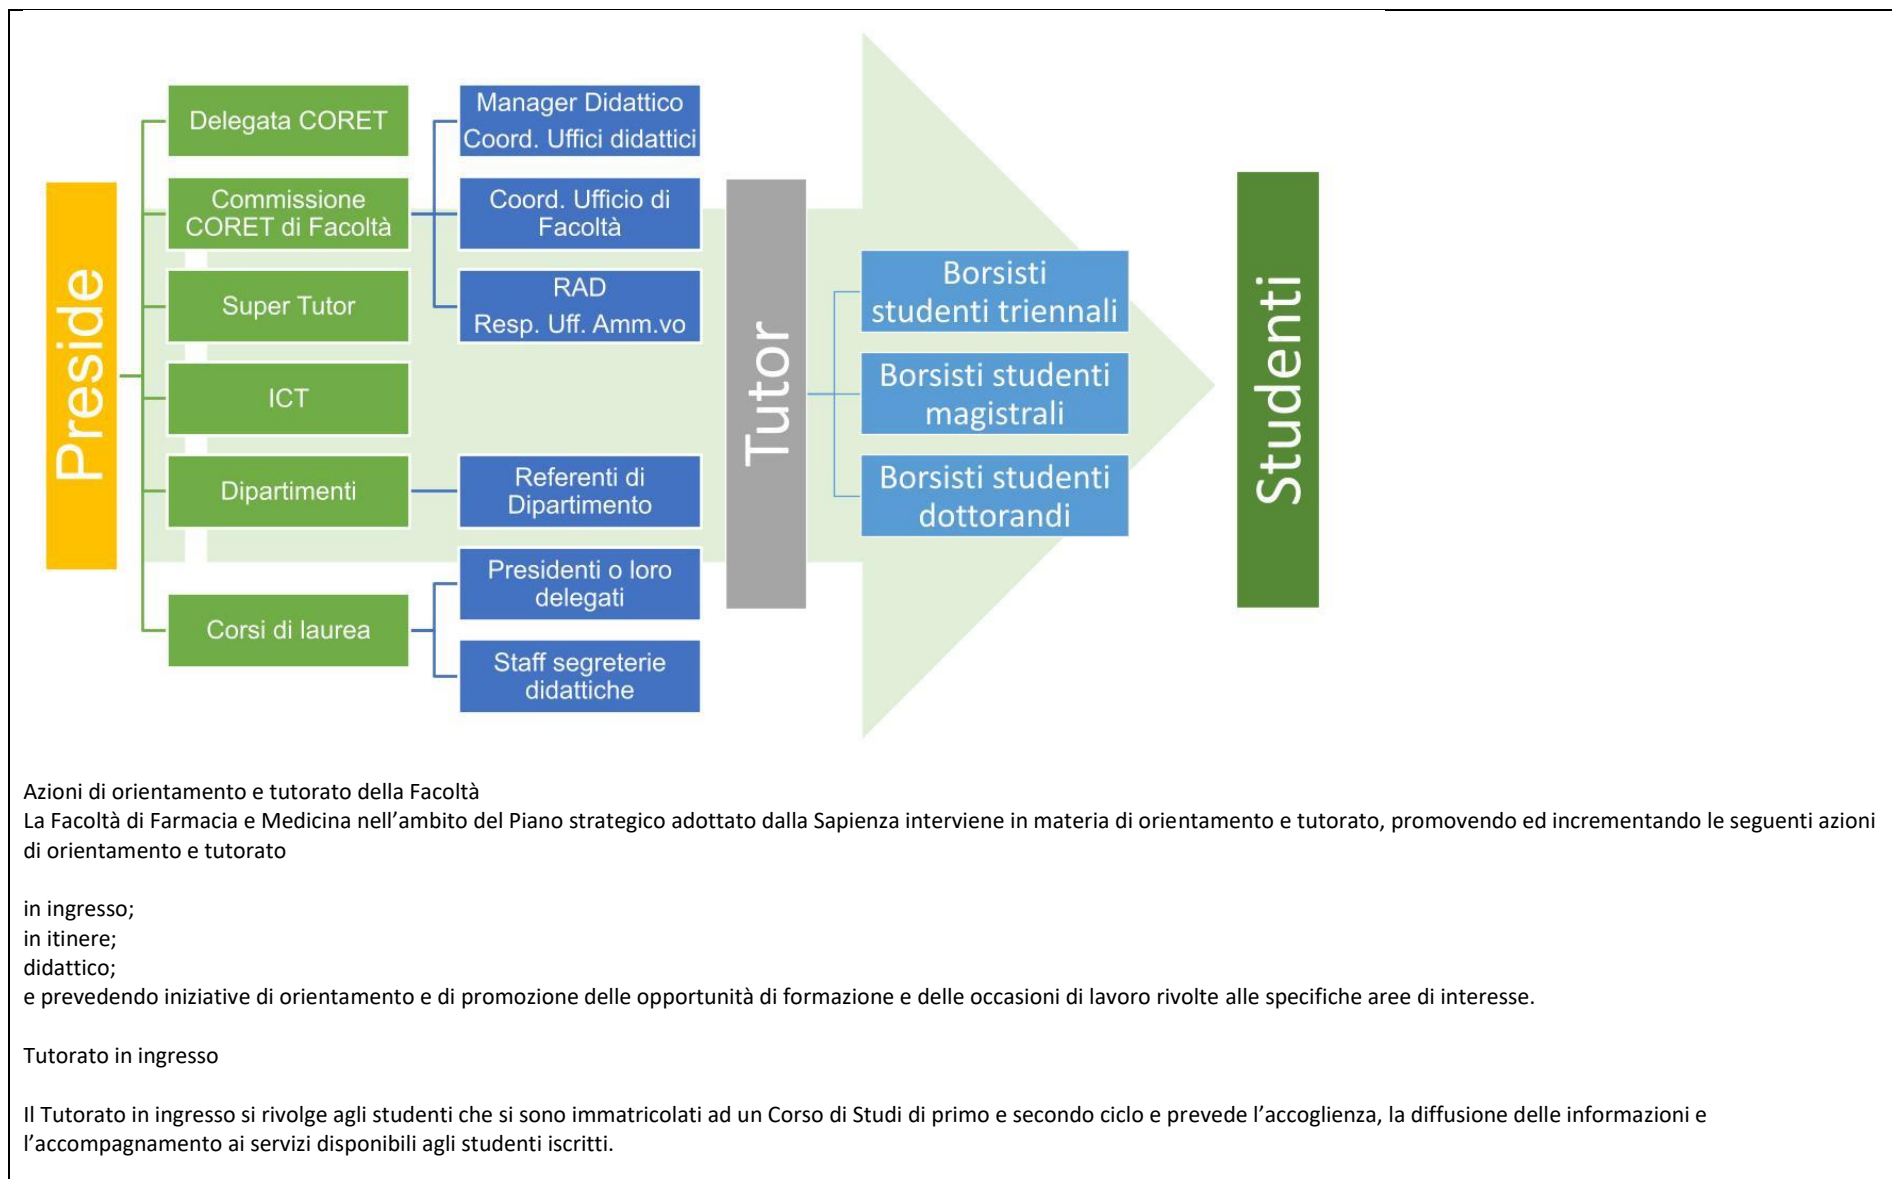 Preside
Delegata CORET
Commissione
CORET di Facoltà
Super Tutor
ICT
Dipartimenti
Corsi di laurea
Manager Didattico
Coord. Uffici didattici
Coord. Ufficio di
Facoltà
RAD
Resp. Uff. Amm.vo
Referenti di
Dipartimento
Presidenti o loro
delegati
Staff segreterie
didattiche
Tutor
Borsisti
studenti triennali
Borsisti studenti
magistrali
Borsisti studenti
dottorandi
Studenti
Azioni di orientamento e tutorato della Facoltà
La Facoltà di Farmacia e Medicina nell’ambito del Piano strategico adottato dalla Sapienza interviene in materia di orientamento e tutorato, promovendo ed incrementando le seguenti azioni
di orientamento e tutorato
in ingresso;
in itinere;
didattico;
e prevedendo iniziative di orientamento e di promozione delle opportunità di formazione e delle occasioni di lavoro rivolte alle specifiche aree di interesse.
Tutorato in ingresso
Il Tutorato in ingresso si rivolge agli studenti che si sono immatricolati ad un Corso di Studi di primo e secondo ciclo e prevede l’accoglienza, la diffusione delle informazioni e
l’accompagnamento ai servizi disponibili agli studenti iscritti.